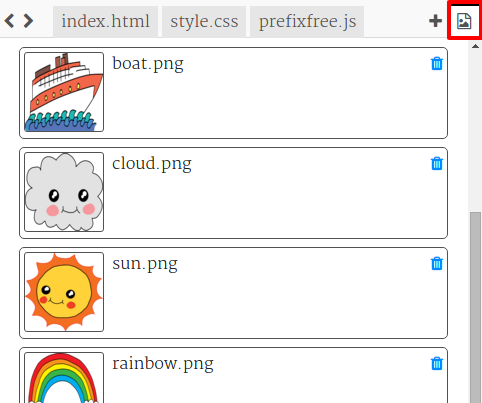 index.html style.css prefixfree.js
boat.png
cloud.png
sun.png
rainbow.png